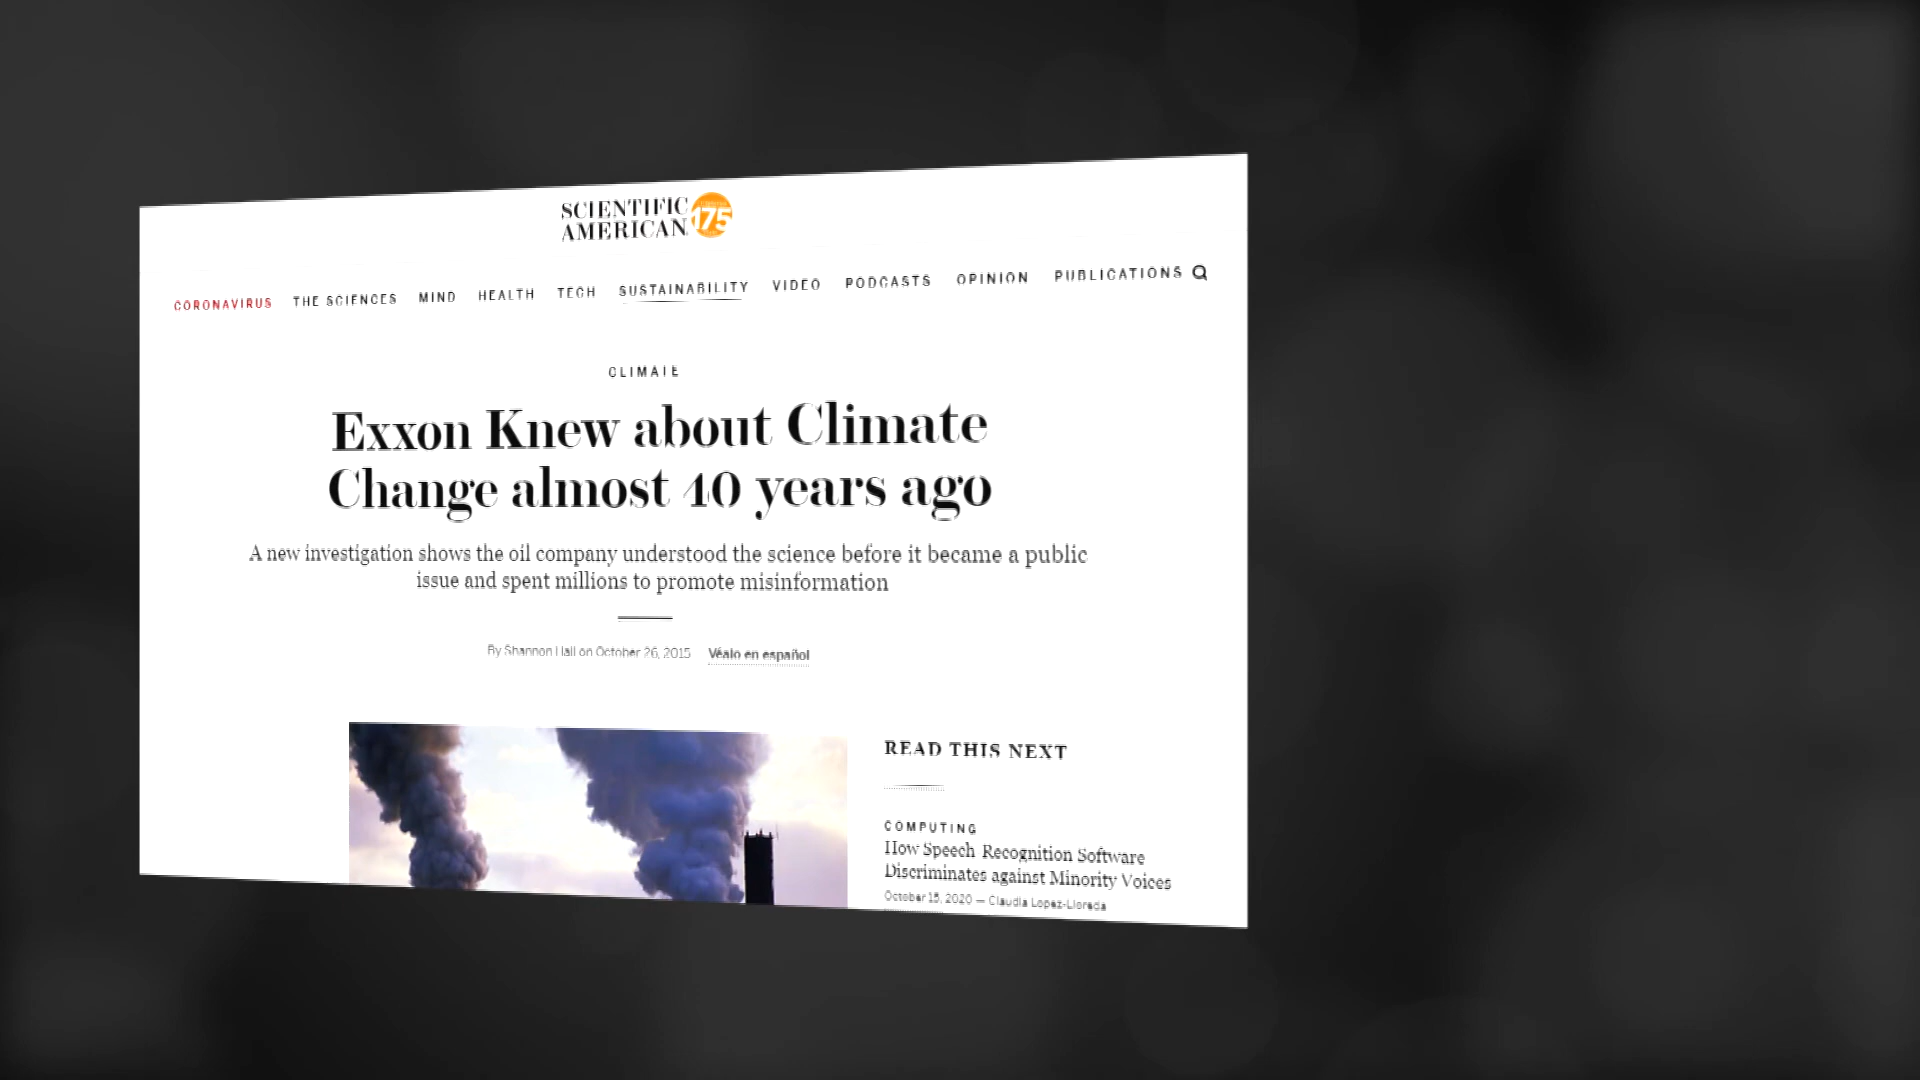 SCIENTIFIC
AMERICAN 175
CORONAVIRUS THE SCIENCES MIND HEALTH TECH SUSTAINABILITY VIDEO PODCASTS OPINION PUBLICATIONS
CLIMATE
Exxon Knew about Climate
Change almost 40 years ago
A new investigation shows the oil company understood the science before it became a public
issue and spent millions to promote misinformation
By Shannon Hall on October 26, 2015 Véalo en español
READ THIS NEXT
COMPUTING
How Speech Recognition Software
Discriminates against Minority Voices
October 15, 2020 — Claudia Lopez-Lloreda